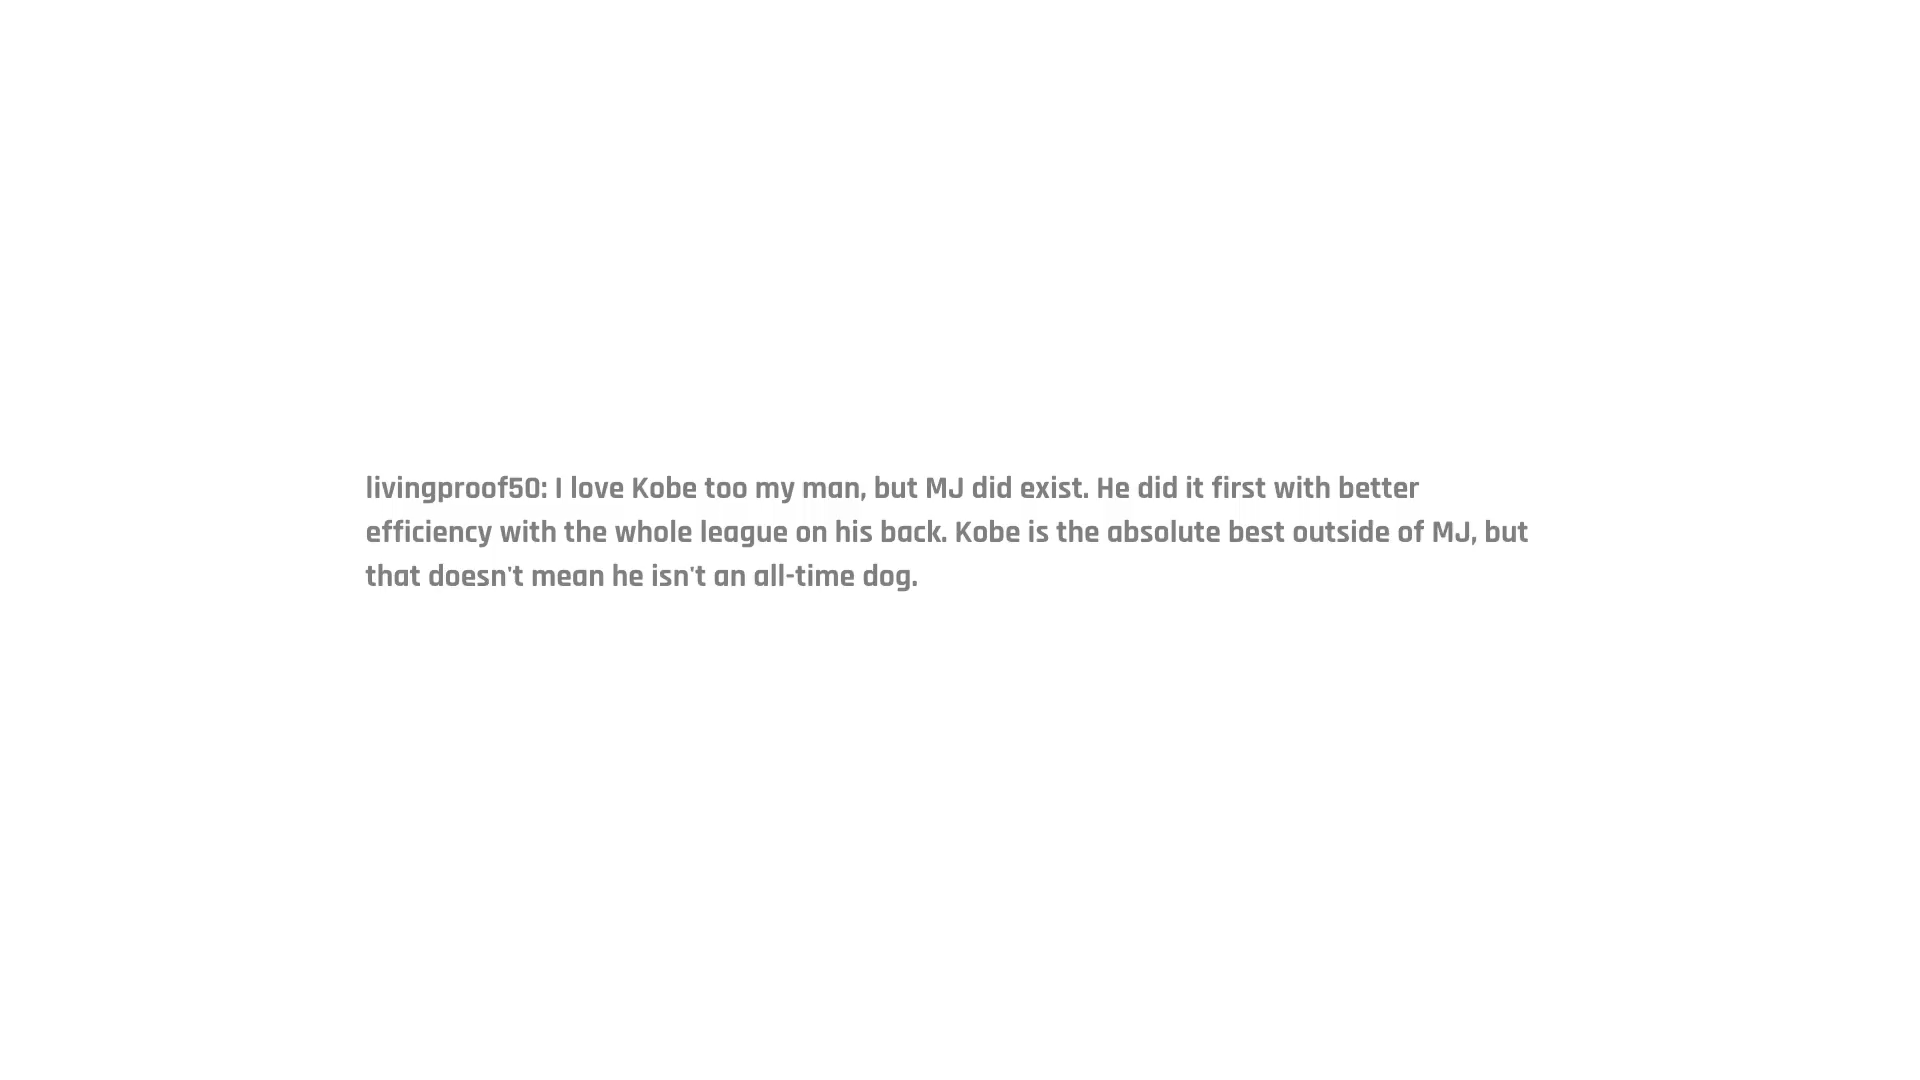 livingproof50: I love Kobe too my man, but MJ did exist. He did it first with better
efficiency with the whole league on his back. Kobe is the absolute best outside of MJ, but
that doesn't mean he isn't an all-time dog.